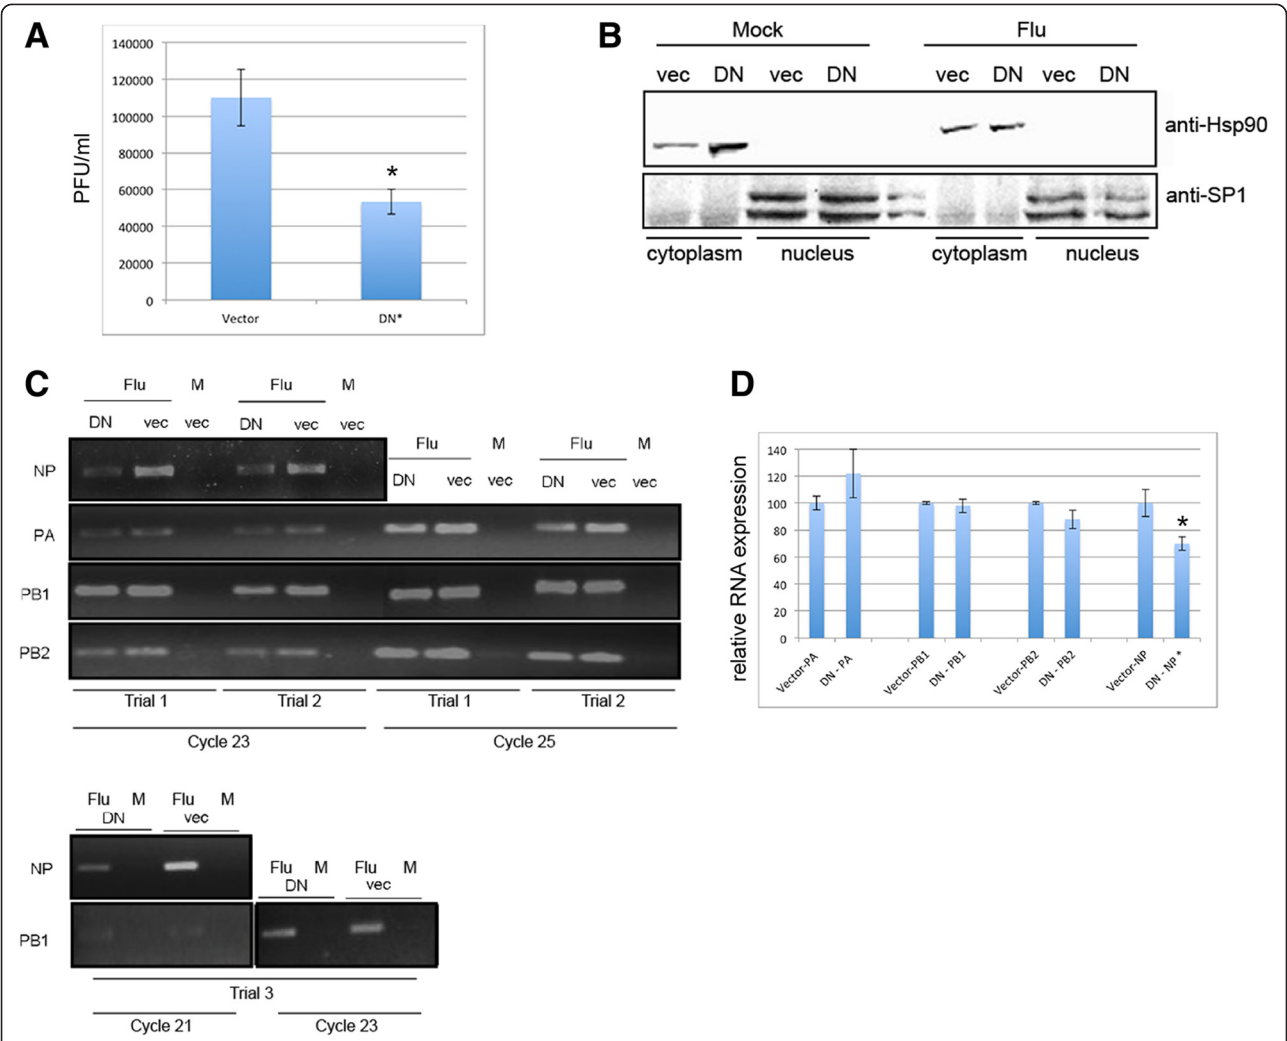 A
140000
120000
100000
80000
60000
40000
20000
0
PFU/ml
*
Vector
DN*
B
Mock
Flu
vec DN vec DN vec DN vec DN
anti-Hsp90
anti-SP1
cytoplasm nucleus cytoplasm nucleus
C
Flu M Flu M
DN vec vec DN vec vec
Flu M Flu M
DN vec vec DN vec vec
NP
PA
PB1
PB2
Trial 1 Trial 2 Trial 1 Trial 2
Cycle 23 Cycle 25
Flu M Flu M
DN vec
NP
Flu M Flu M
DN vec
PB1
Trial 3
Cycle 21 Cycle 23
D
140
120
100
80
60
40
20
0
relative RNA expression
*
Vector-PA
DN - PA
Vector-PB1
DN - PB1
Vector-PB2
DN - PB2
Vector-NP
DN - NP*